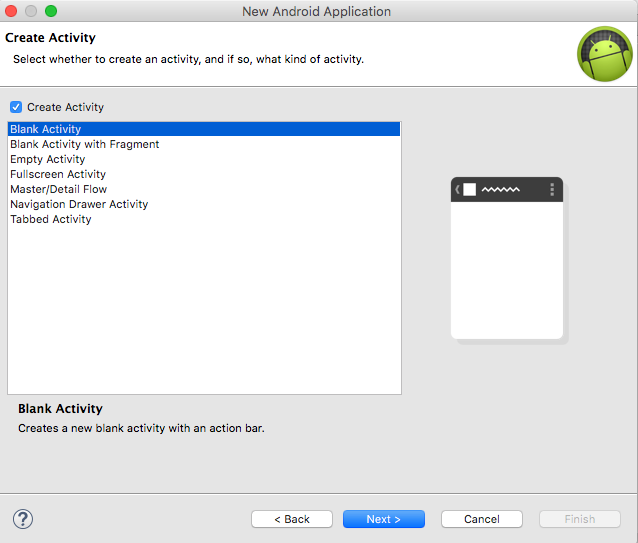 New Android Application
Create Activity
Select whether to create an activity, and if so, what kind of activity.
Create Activity
Blank Activity
Blank Activity with Fragment
Empty Activity
Fullscreen Activity
Master/Detail Flow
Navigation Drawer Activity
Tabbed Activity
Blank Activity
Creates a new blank activity with an action bar.
?
< Back
Next >
Cancel
Finish